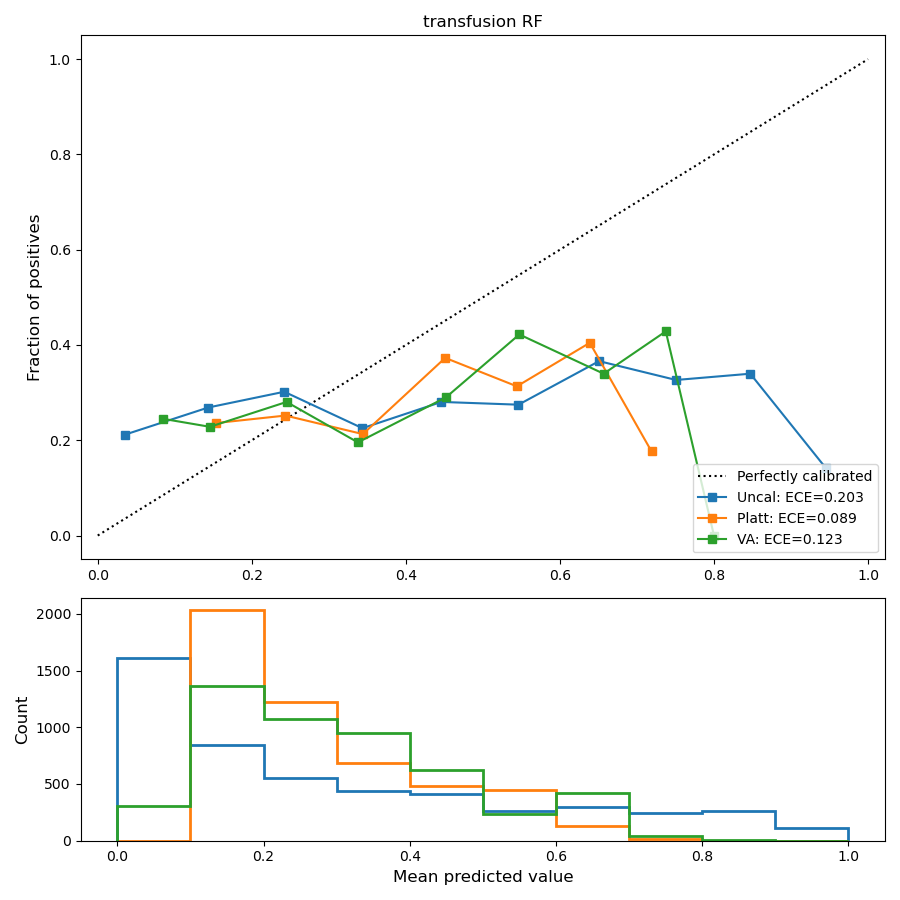 transfusion RF
Fraction of positives
1.0
0.8
0.6
0.4
0.2
0.0
Perfectly calibrated
Uncal: ECE=0.203
Platt: ECE=0.089
VA: ECE=0.123
0.0 0.2 0.4 0.6 0.8 1.0
Count
2000
1500
1000
500
0
0.0 0.2 0.4 0.6 0.8 1.0
Mean predicted value